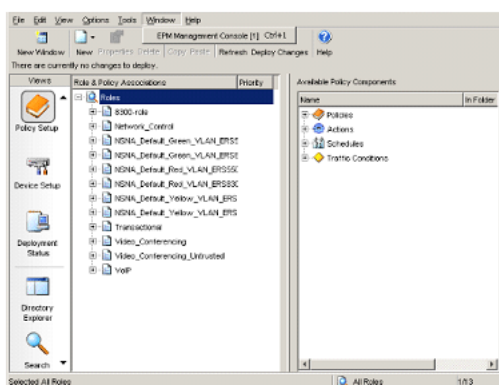 File Edit View Options Tools Window Help
EPM Management Console [1] Ctrl+1
New Window New Properties Delete Copy Paste Refresh Deploy Changes Help
There are currently no changes to deploy.
Views
Policy Setup
Device Setup
Deployment Status
Directory Explorer
Search
Role & Policy Associations Priority
Roles
8300-role
Network_Control
NSNA_Default_Green_VLAN_ERS5
NSNA_Default_Green_VLAN_ERS8
NSNA_Default_Red_VLAN_ERS55(
NSNA_Default_Red_VLAN_ERS83(
NSNA_Default_Yellow_VLAN_ERS
NSNA_Default_Yellow_VLAN_ERS
Transactional
Video_Conferencing
Video_Conferencing_Untrusted
VoIP
Available Policy Components
Name In Folder
Policies
Actions
Schedules
Traffic Conditions
Selected All Roles All Roles 1/13